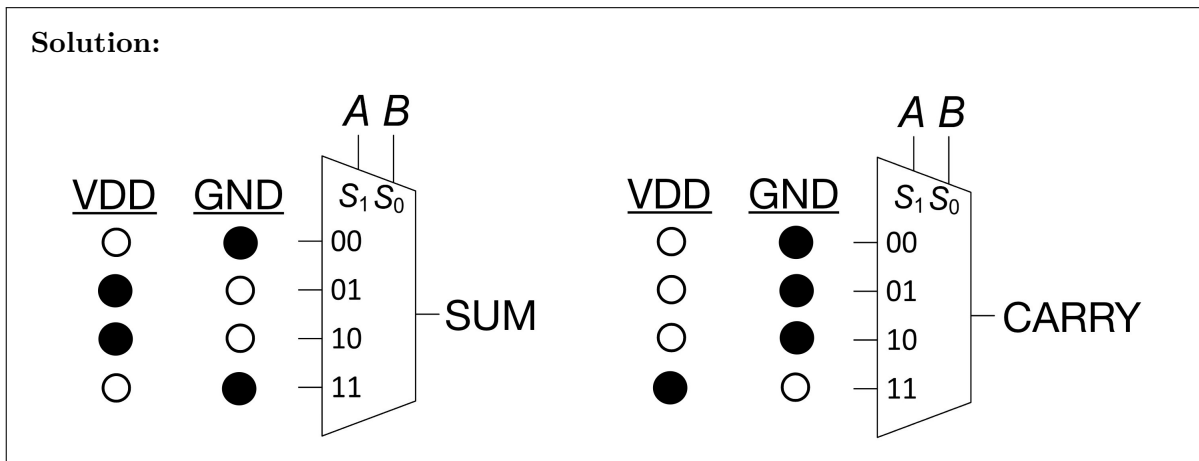 Solution:
A B A B
VDD GND S1 S0 VDD GND S1 S0
00 00
01 01
SUM CARRY
10 10
11 11